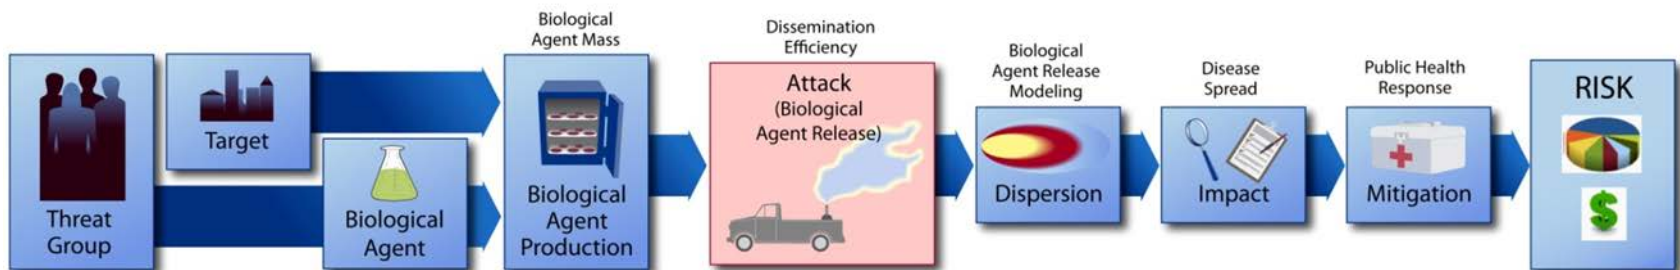 Threat
Group
Target
Biological
Agent
Biological
Agent Mass
Biological
Agent
Production
Dissemination
Efficiency
Attack
(Biological
Agent Release)
Biological
Agent Release
Modeling
Dispersion
Disease
Spread
Impact
Public Health
Response
Mitigation
RISK
$